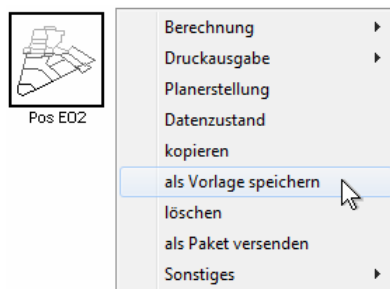 Pos E02
Berechnung
Druckausgabe
Planerstellung
Datenzustand
kopieren
als Vorlage speichern
löschen
als Paket versenden
Sonstiges